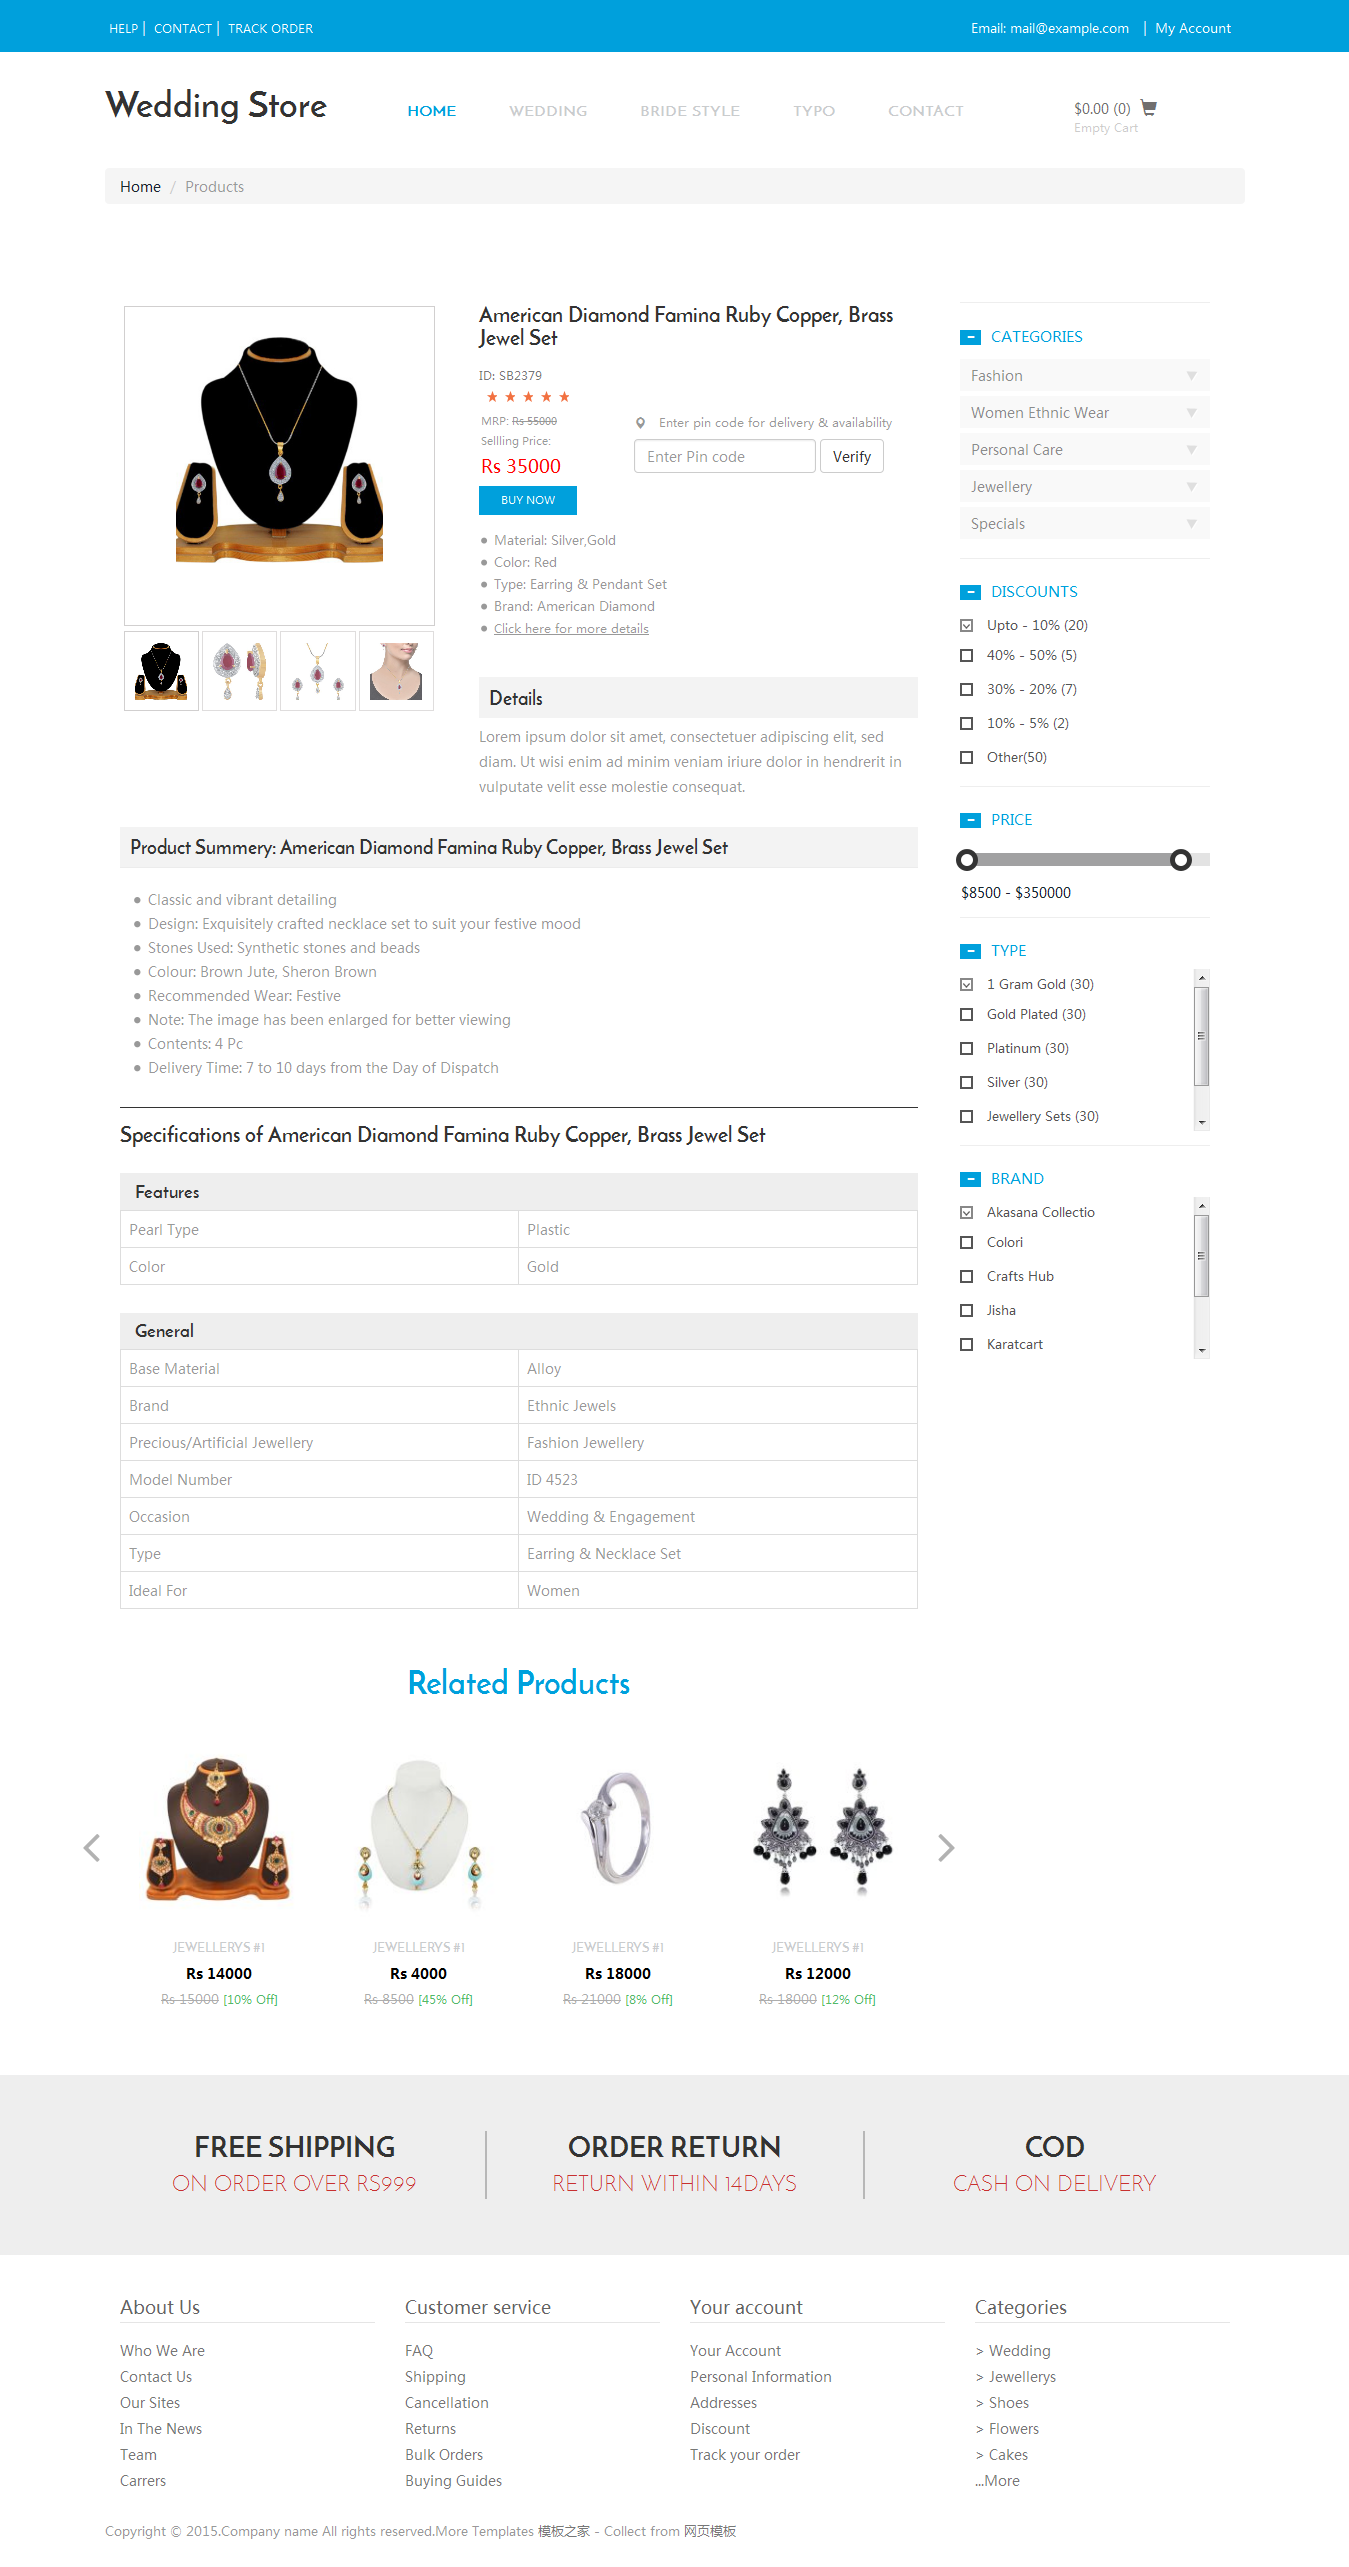 HELP | CONTACT | TRACK ORDER
Email: mail@example.com | My Account
Wedding Store
HOME WEDDING BRIDE STYLE TYPO CONTACT
$0.00 (0)
Empty Cart
Home / Products
American Diamond Famina Ruby Copper, Brass
Jewel Set
ID: SB2379
MRP: Rs 55000
Sellling Price:
Rs 35000
BUY NOW
Enter pin code for delivery & availability
Enter Pin code
Verify
Material: Silver,Gold
Color: Red
Type: Earring & Pendant Set
Brand: American Diamond
Click here for more details
Details
Lorem ipsum dolor sit amet, consectetuer adipiscing elit, sed
diam. Ut wisi enim ad minim veniam iriure dolor in hendrerit in
vulputate velit esse molestie consequat.
Product Summery: American Diamond Famina Ruby Copper, Brass Jewel Set
Classic and vibrant detailing
Design: Exquisitely crafted necklace set to suit your festive mood
Stones Used: Synthetic stones and beads
Colour: Brown Jute, Sheron Brown
Recommended Wear: Festive
Note: The image has been enlarged for better viewing
Contents: 4 Pc
Delivery Time: 7 to 10 days from the Day of Dispatch
Specifications of American Diamond Famina Ruby Copper, Brass Jewel Set
Features
Pearl Type Plastic
Color Gold
General
Base Material Alloy
Brand Ethnic Jewels
Precious/Artificial Jewellery Fashion Jewellery
Model Number ID 4523
Occasion Wedding & Engagement
Type Earring & Necklace Set
Ideal For Women
CATEGORIES
Fashion
Women Ethnic Wear
Personal Care
Jewellery
Specials
DISCOUNTS
Upto - 10% (20)
40% - 50% (5)
30% - 20% (7)
10% - 5% (2)
Other(50)
PRICE
$8500 - $350000
TYPE
1 Gram Gold (30)
Gold Plated (30)
Platinum (30)
Silver (30)
Jewellery Sets (30)
BRAND
Akasana Collectio
Colori
Crafts Hub
Jisha
Karatcart
Related Products
JEWELLERYS #1 JEWELLERYS #1 JEWELLERYS #1 JEWELLERYS #1
Rs 14000 Rs 4000 Rs 18000 Rs 12000
Rs 15000 [10% Off] Rs 8500 [45% Off] Rs 21000 [8% Off] Rs 18000 [12% Off]
FREE SHIPPING
ON ORDER OVER RS999
ORDER RETURN
RETURN WITHIN 14DAYS
COD
CASH ON DELIVERY
About Us
Who We Are
Contact Us
Our Sites
In The News
Team
Carrers
Customer service
FAQ
Shipping
Cancellation
Returns
Bulk Orders
Buying Guides
Your account
Your Account
Personal Information
Addresses
Discount
Track your order
Categories
> Wedding
> Jewellerys
> Shoes
> Flowers
> Cakes
...More
Copyright © 2015.Company name All rights reserved.More Templates 模板之家 - Collect from 网页模板